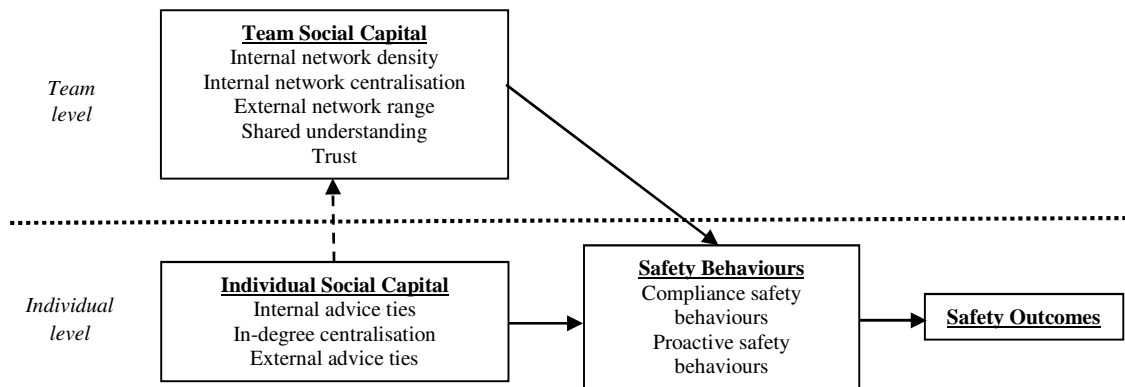 Team Social Capital
Internal network density
Internal network centralisation
External network range
Shared understanding
Trust
Team
level
Individual
level
Individual Social Capital
Internal advice ties
In-degree centralisation
External advice ties
Safety Behaviours
Compliance safety
behaviours
Proactive safety
behaviours
Safety Outcomes